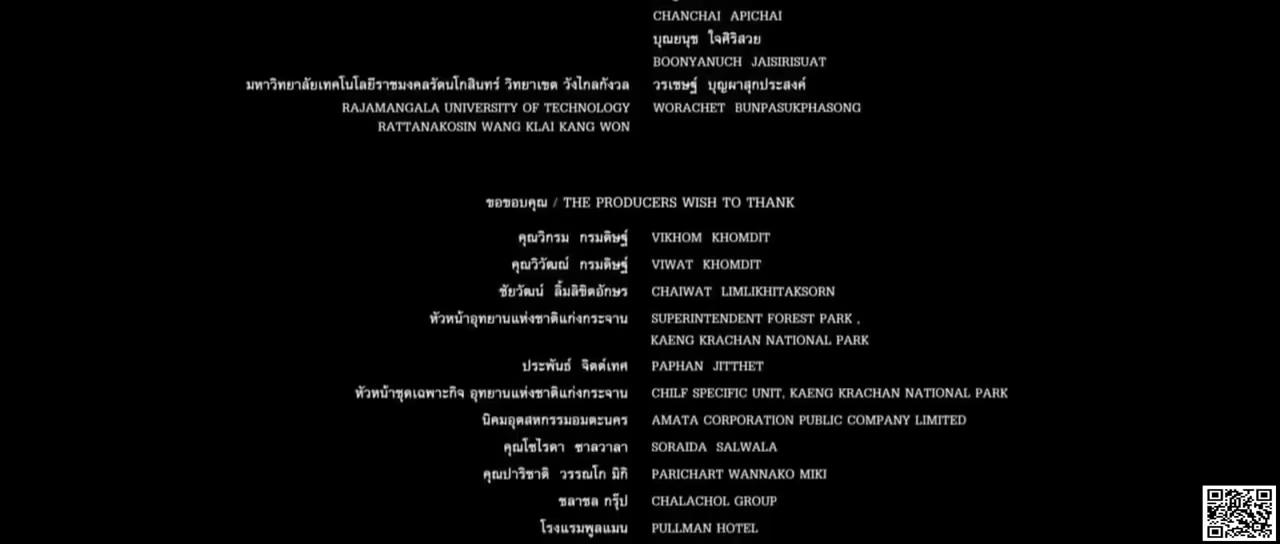 CHANCHAI APICHAI
บุณยนุช ใจศิริสวย
BOONYANUCH JAISIRISUAT
มหาวิทยาลัยเทคโนโลยีราชมงคลรัตนโกสินทร์ วิทยาเขต วังไกลกังวล วรเชษฐ์ บุญผาสุกประสงค์
RAJAMANGALA UNIVERSITY OF TECHNOLOGY WORACHET BUNPASUKPHASONG
RATTANAKOSIN WANG KLAI KANG WON
ขอขอบคุณ / THE PRODUCERS WISH TO THANK
คุณวิกรม กรมดิษฐ์ VIKHOM KHOMDIT
คุณวิวัฒณ์ กรมดิษฐ์ VIWAT KHOMDIT
ชัยวัฒน์ ลิ้มลิขิตอักษร CHAIWAT LIMLIKHITAKSORN
หัวหน้าอุทยานแห่งชาติแก่งกระจาน SUPERINTENDENT FOREST PARK ,
KAENG KRACHAN NATIONAL PARK
ประพันธ์ จิตต์เทศ PAPHAN JITTHET
หัวหน้าชุดเฉพาะกิจ อุทยานแห่งชาติแก่งกระจาน CHILF SPECIFIC UNIT, KAENG KRACHAN NATIONAL PARK
นิคมอุตสหกรรมอมตะนคร AMATA CORPORATION PUBLIC COMPANY LIMITED
คุณโซไรดา ซาลวาลา SORAIDA SALWALA
คุณปาริชาติ วรรณโก มิกิ PARICHART WANNAKO MIKI
ชลาชล กรุ๊ป CHALACHOL GROUP
โรงแรมพูลแมน PULLMAN HOTEL